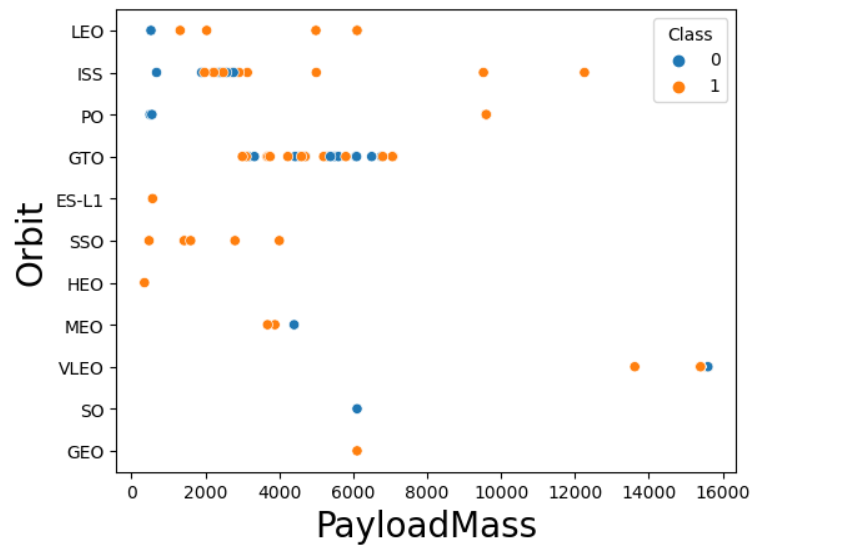 LEO
ISS
PO
GTO
ES-L1
SSO
HEO
MEO
VLEO
SO
GEO
Orbit
Class
0
1
0 2000 4000 6000 8000 10000 12000 14000 16000
PayloadMass